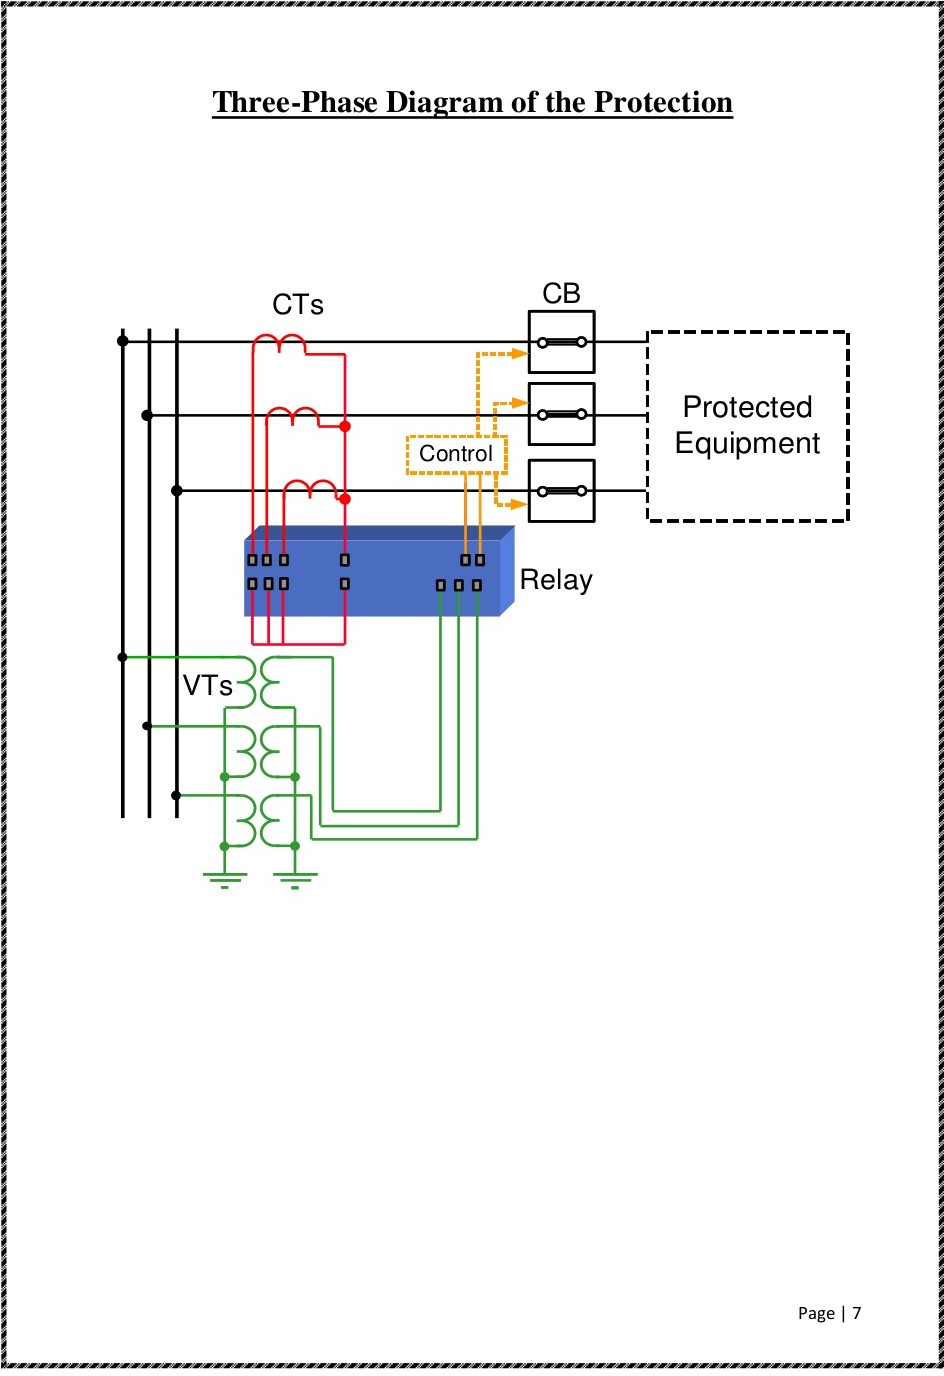 Three-Phase Diagram of the Protection
CTs
CB
Protected
Equipment
Control
Relay
VTs
Page | 7